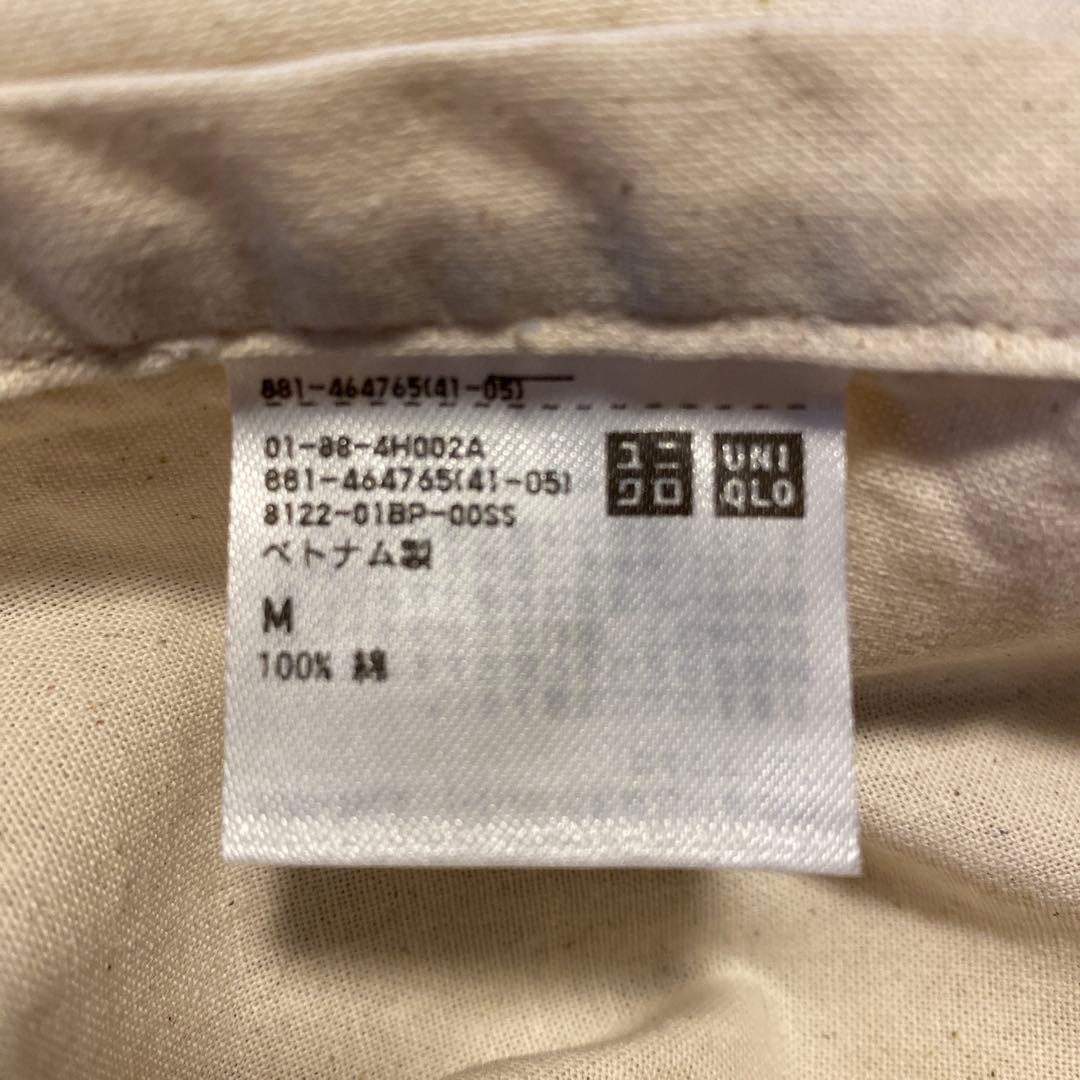 881-464765(41-05)
01-88-4H002A
881-464765(41-05)
8122-01BP-00SS
ベトナム製
M
100% 綿
ユニ
クロ
UNI
QLO